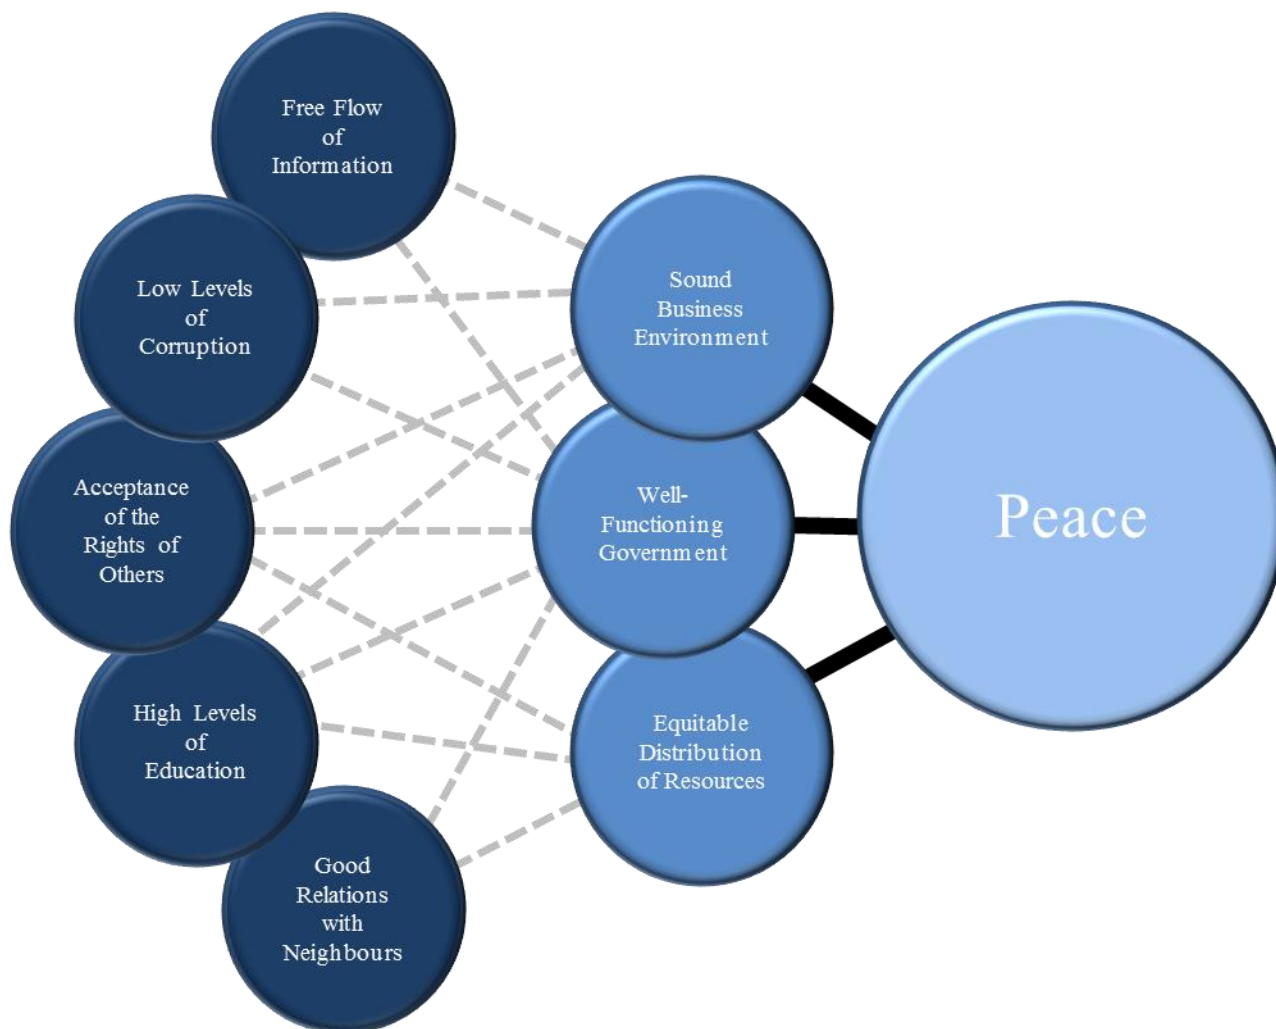 Free Flow
of
Information
Low Levels
of
Corruption
Acceptance
of the
Rights of
Others
High Levels
of
Education
Good
Relations
with
Neighbours
Sound
Business
Environment
Well-
Functioning
Government
Equitable
Distribution
of Resources
Peace